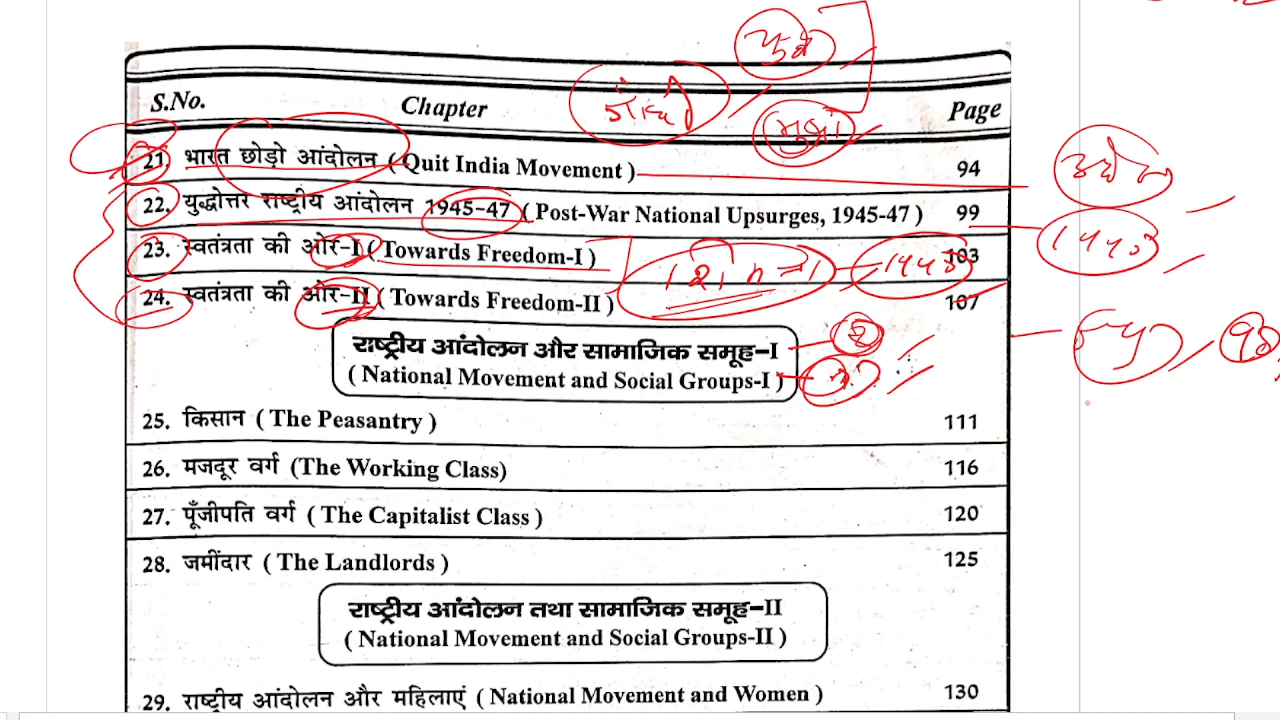 S.No. Chapter Page
21. भारत छोड़ो आंदोलन ( Quit India Movement ) 94
22. युद्धोत्तर राष्ट्रीय आंदोलन 1945-47 ( Post-War National Upsurges, 1945-47 ) 99
23. स्वतंत्रता की ओर-I ( Towards Freedom-I ) 103
24. स्वतंत्रता की ओर-II ( Towards Freedom-II ) 107
राष्ट्रीय आंदोलन और सामाजिक समूह-I
( National Movement and Social Groups-I )
25. किसान ( The Peasantry ) 111
26. मजदूर वर्ग (The Working Class) 116
27. पूँजीपति वर्ग ( The Capitalist Class ) 120
28. जमींदार ( The Landlords ) 125
राष्ट्रीय आंदोलन तथा सामाजिक समूह-II
( National Movement and Social Groups-II )
29. राष्ट्रीय आंदोलन और महिलाएं ( National Movement and Women ) 130